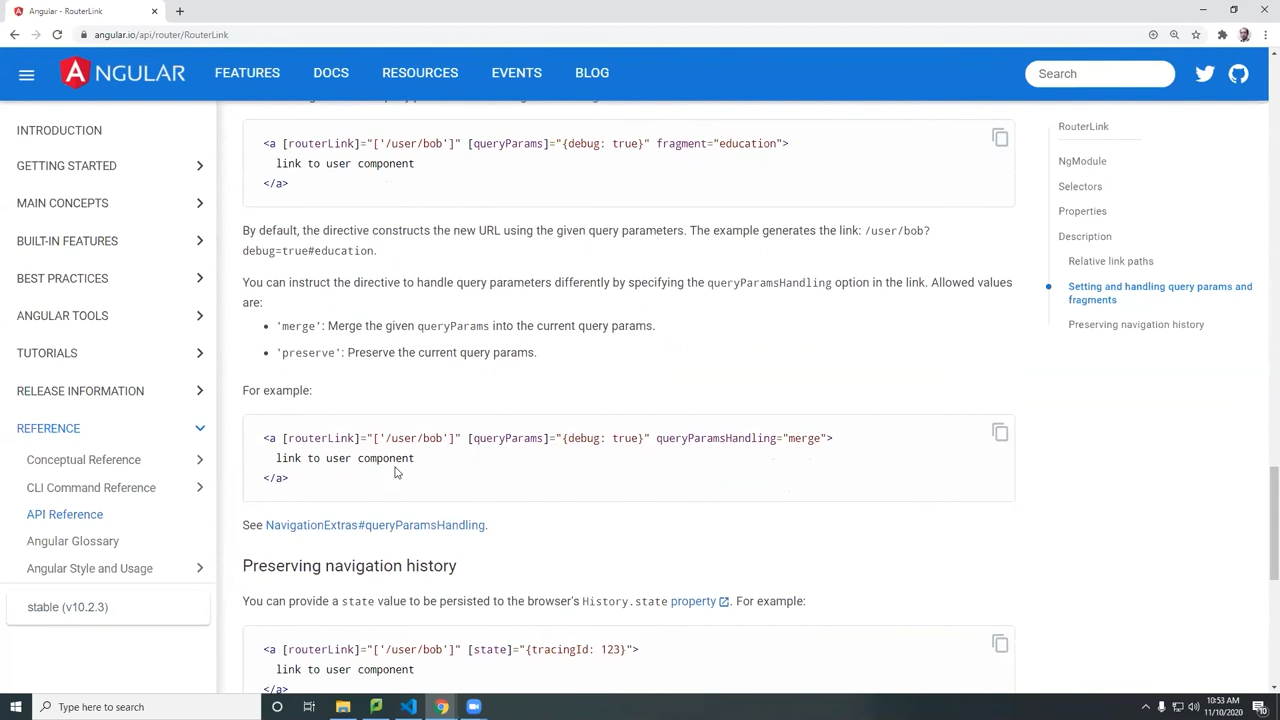 Angular - RouterLink
angular.io/api/router/RouterLink
ANGULAR
FEATURES
DOCS
RESOURCES
EVENTS
BLOG
Search
INTRODUCTION
GETTING STARTED
MAIN CONCEPTS
BUILT-IN FEATURES
BEST PRACTICES
ANGULAR TOOLS
TUTORIALS
RELEASE INFORMATION
REFERENCE
Conceptual Reference
CLI Command Reference
API Reference
Angular Glossary
Angular Style and Usage
stable (v10.2.3)
<a [routerLink]="['/user/bob']" [queryParams]="{debug: true}" fragment="education">
link to user component
</a>
By default, the directive constructs the new URL using the given query parameters. The example generates the link: /user/bob?
debug=true#education.
You can instruct the directive to handle query parameters differently by specifying the queryParamsHandling option in the link. Allowed values
are:
• 'merge': Merge the given queryParams into the current query params.
• 'preserve': Preserve the current query params.
For example:
<a [routerLink]="['/user/bob']" [queryParams]="{debug: true}" queryParamsHandling="merge">
link to user component
</a>
See NavigationExtras#queryParamsHandling.
Preserving navigation history
You can provide a state value to be persisted to the browser's History.state property. For example:
<a [routerLink]="['/user/bob']" [state]="{tracingId: 123}">
link to user component
</a>
RouterLink
NgModule
Selectors
Properties
Description
Relative link paths
Setting and handling query params and
fragments
Preserving navigation history
Type here to search
10:53 AM
11/10/2020